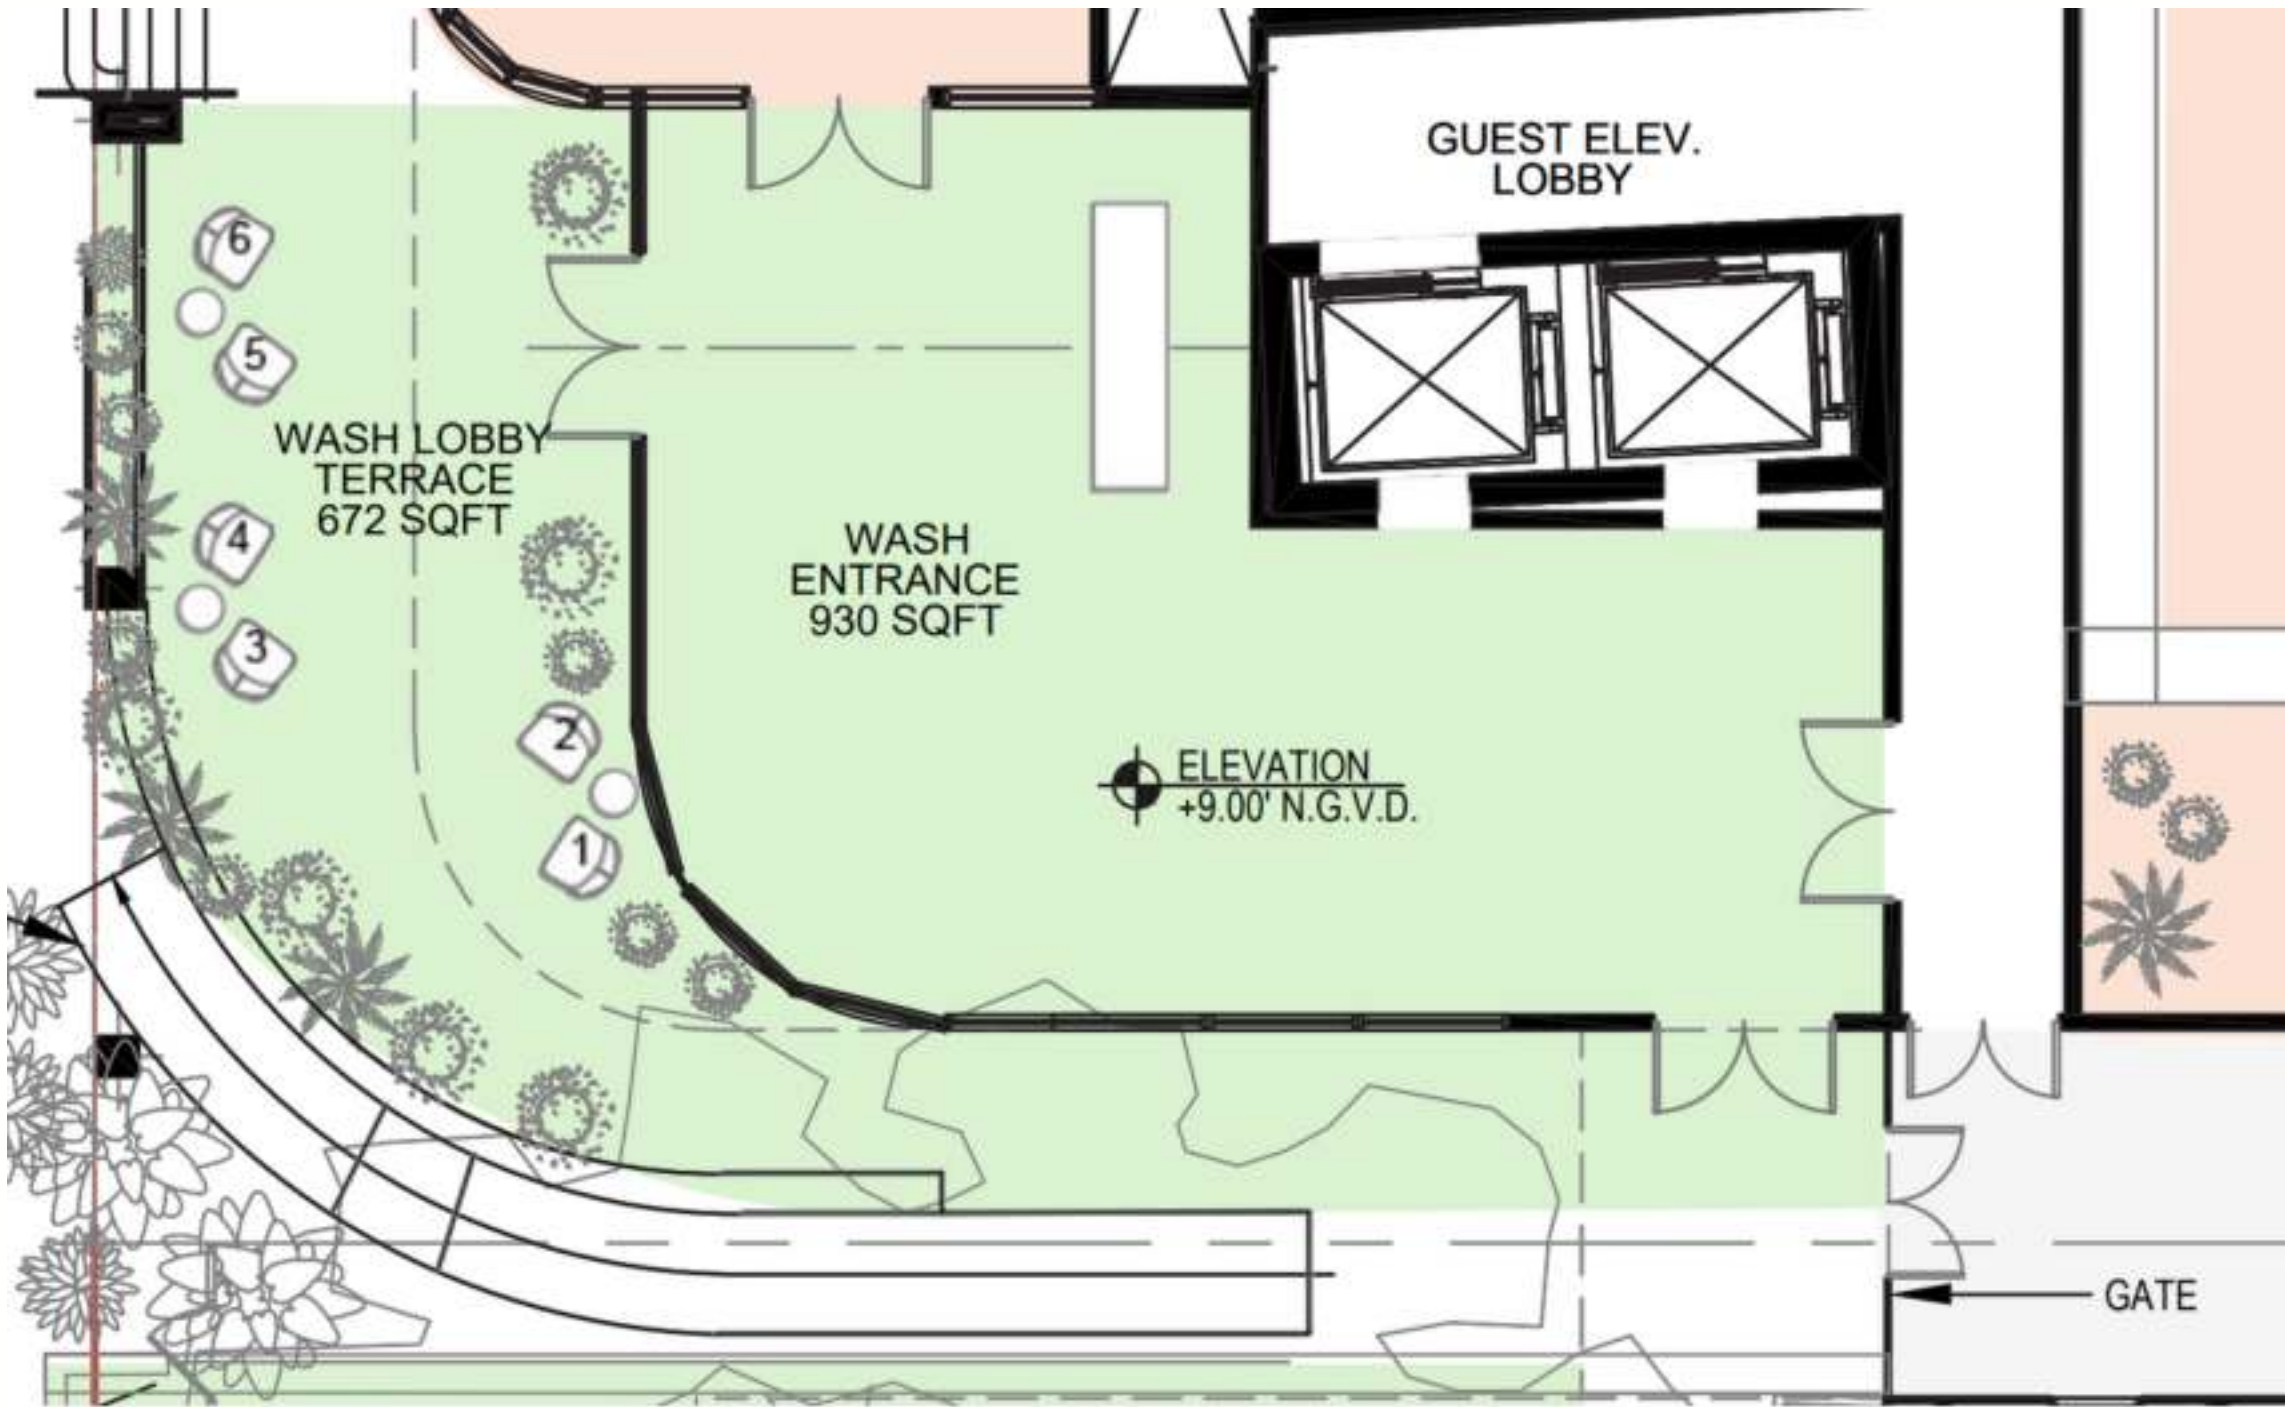 GUEST ELEV.
LOBBY
6
5
WASH LOBBY
TERRACE
672 SQFT
4
3
WASH
ENTRANCE
930 SQFT
2
1
ELEVATION
+9.00' N.G.V.D.
GATE